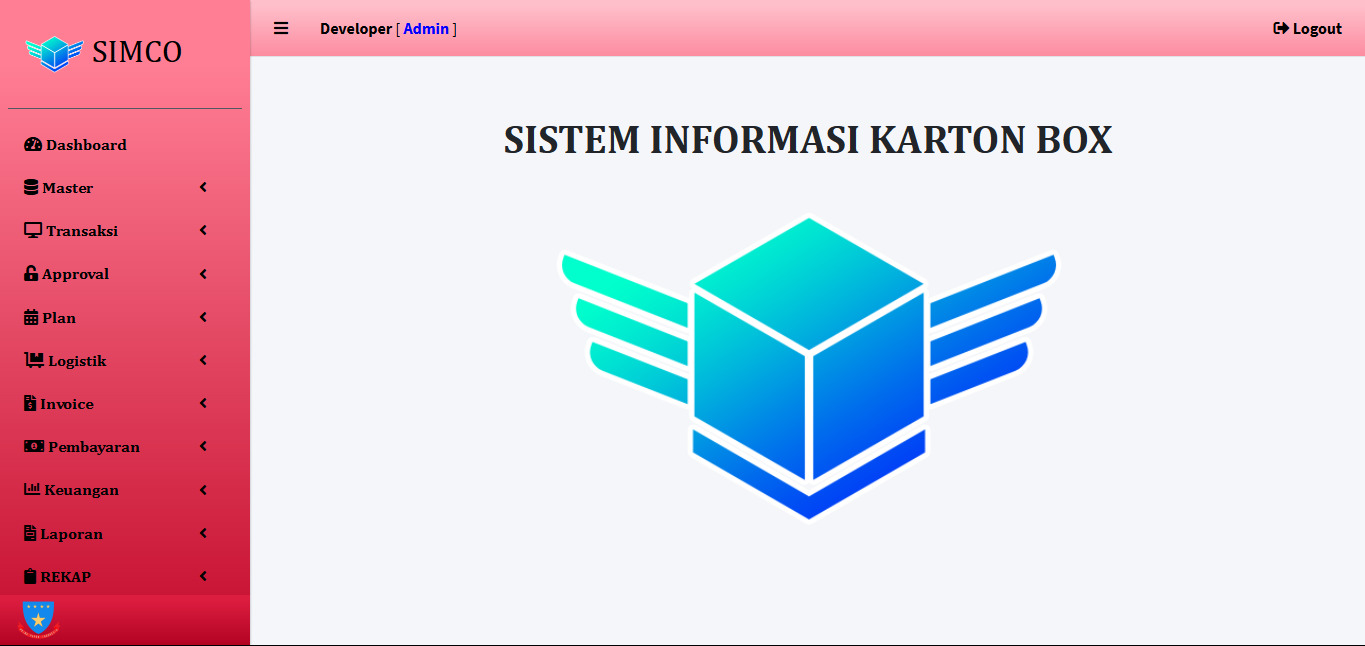 SIMCO
Developer [ Admin ]
Logout
Dashboard
Master
Transaksi
Approval
Plan
Logistik
Invoice
Pembayaran
Keuangan
Laporan
REKAP
SISTEM INFORMASI KARTON BOX